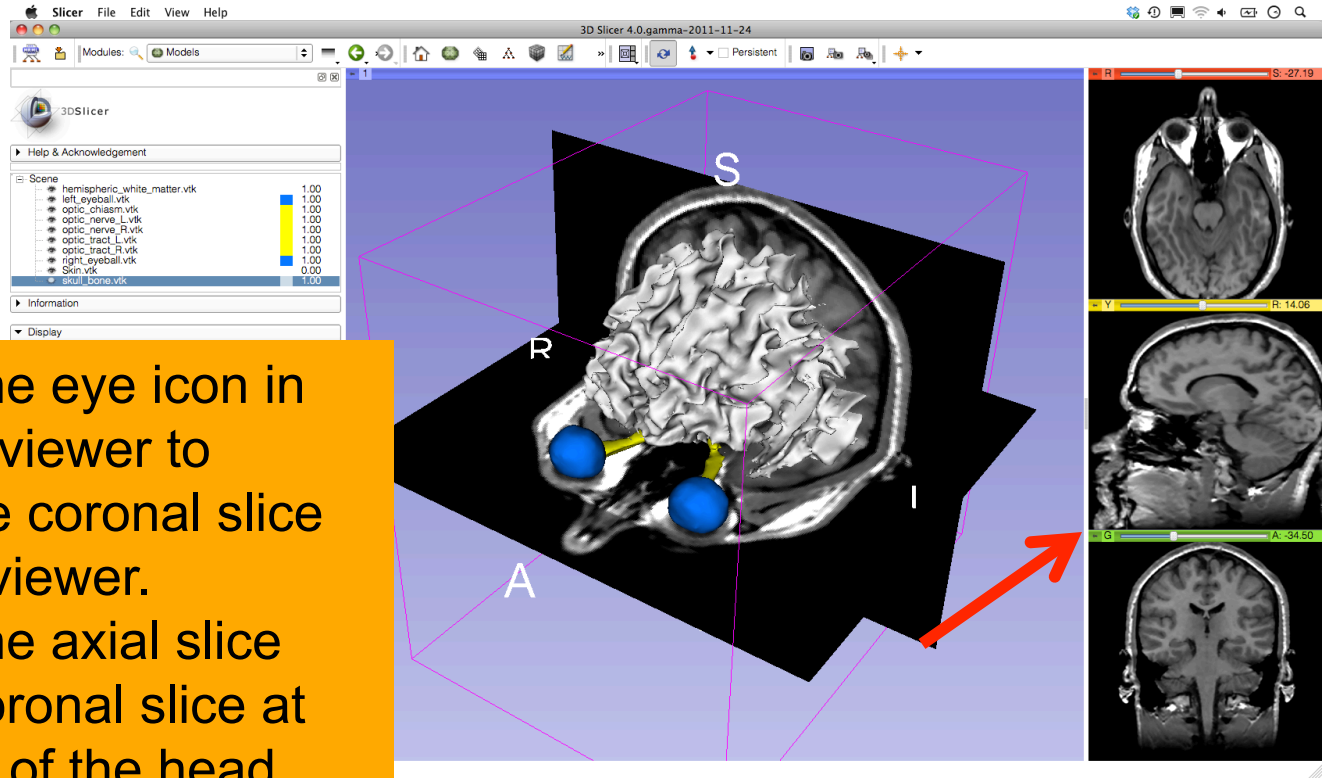 Slicer File Edit View Help
3D Slicer 4.0.gamma-2011-11-24
Modules: Models » Persistent
1
R S: -27.19
3DSlicer
Help & Acknowledgement
Scene
hemispheric_white_matter.vtk 1.00
left_eyeball.vtk 1.00
optic_chiasm.vtk 1.00
optic_nerve_L.vtk 1.00
optic_nerve_R.vtk 1.00
optic_tract_L.vtk 1.00
optic_tract_R.vtk 1.00
right_eyeball.vtk 1.00
Skin.vtk 0.00
skull_bone.vtk 1.00
Information
Display
S
R
I
A
Y R: 14.06
G A: -34.50
he eye icon in
viewer to
e coronal slice
viewer.
he axial slice
oronal slice at
of the head